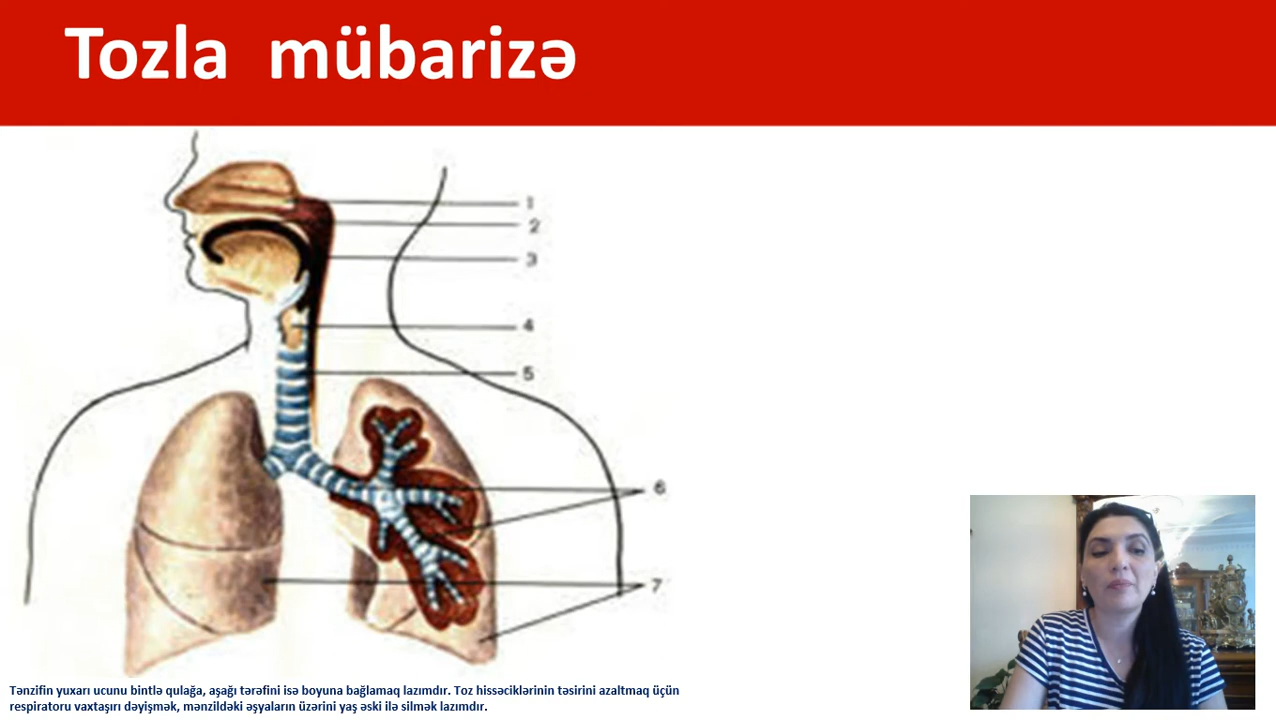 Tozla mübarizə
1
2
3
4
5
6
7
Tənzifin yuxarı ucunu bintlə qulağa, aşağı tərəfini isə boyuna bağlamaq lazımdır. Toz hissəciklərinin təsirini azaltmaq üçün
respiratoru vaxtaşırı dəyişmək, mənzildəki əşyaların üzərini yaş əski ilə silmək lazımdır.